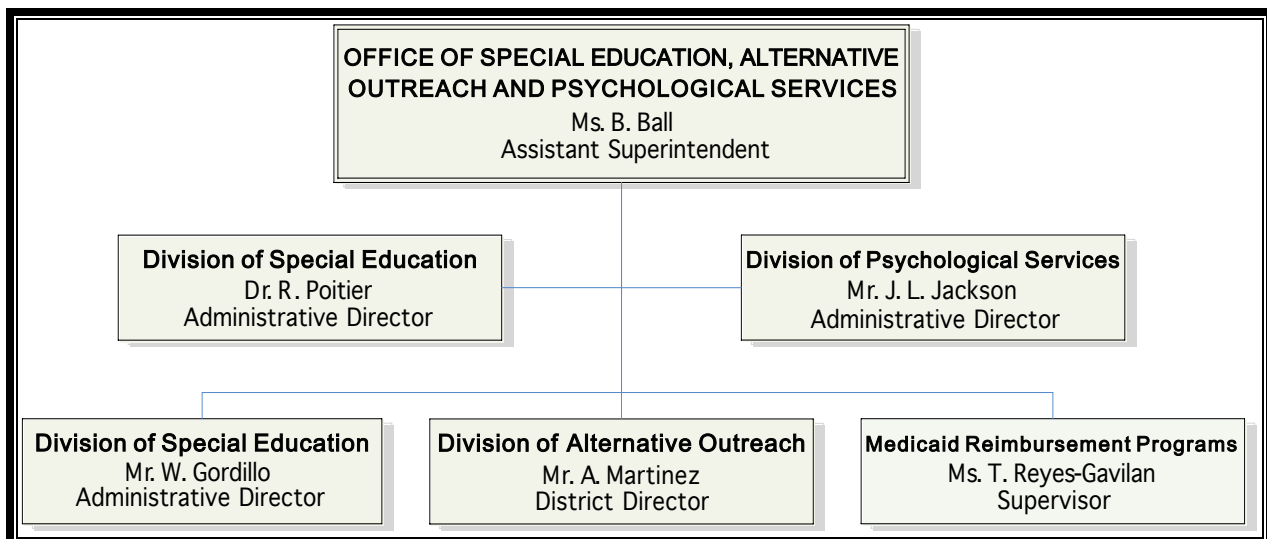 OFFICE OF SPECIAL EDUCATION, ALTERNATIVE
OUTREACH AND PSYCHOLOGICAL SERVICES
Ms. B. Ball
Assistant Superintendent
Division of Special Education
Dr. R. Poitier
Administrative Director
Division of Psychological Services
Mr. J. L. Jackson
Administrative Director
Division of Special Education
Mr. W. Gordillo
Administrative Director
Division of Alternative Outreach
Mr. A. Martinez
District Director
Medicaid Reimbursement Programs
Ms. T. Reyes-Gavilan
Supervisor